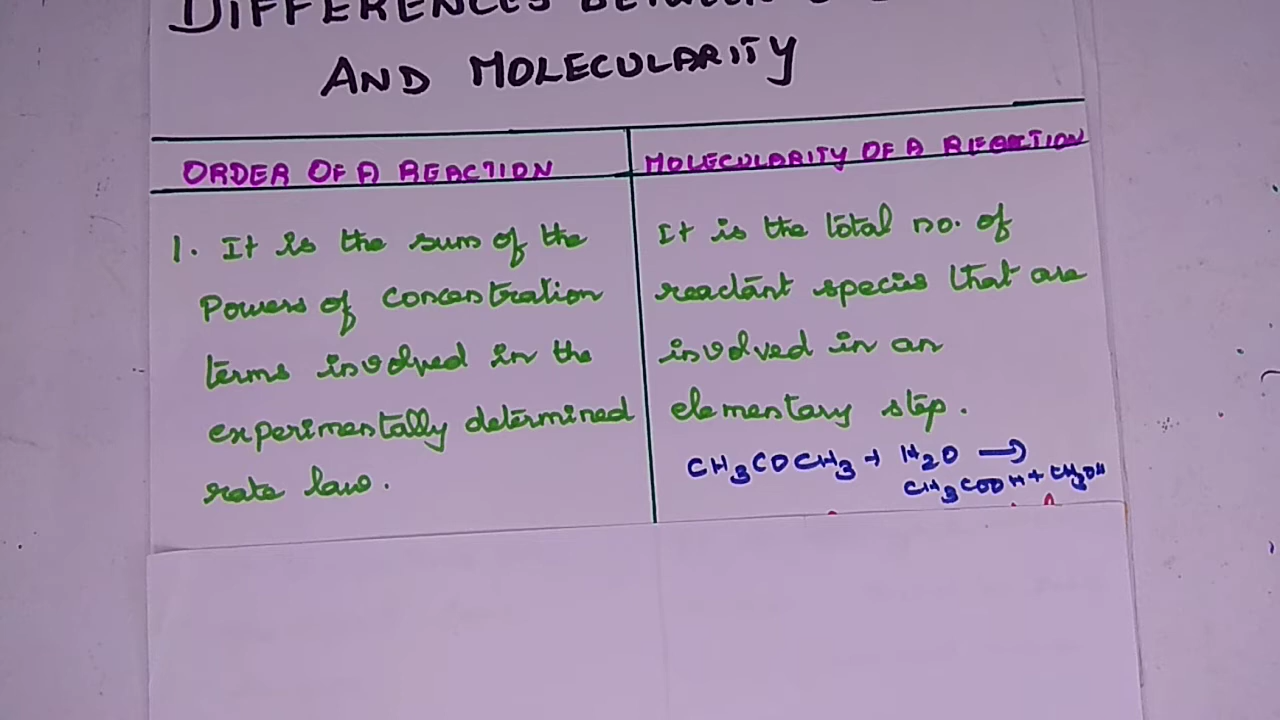 DIFFERENCES BETWEEN
AND MOLECULARITY
ORDER OF A REACTION
MOLECULARITY OF A REACTION
1. It is the sum of the
Powers of concentration
terms involved in the
experimentally determined
rate law.
It is the total no. of
reactant species that are
involved in an
elementary step.
CH3COCH3 + H2O →
CH3COOH + CH3OH